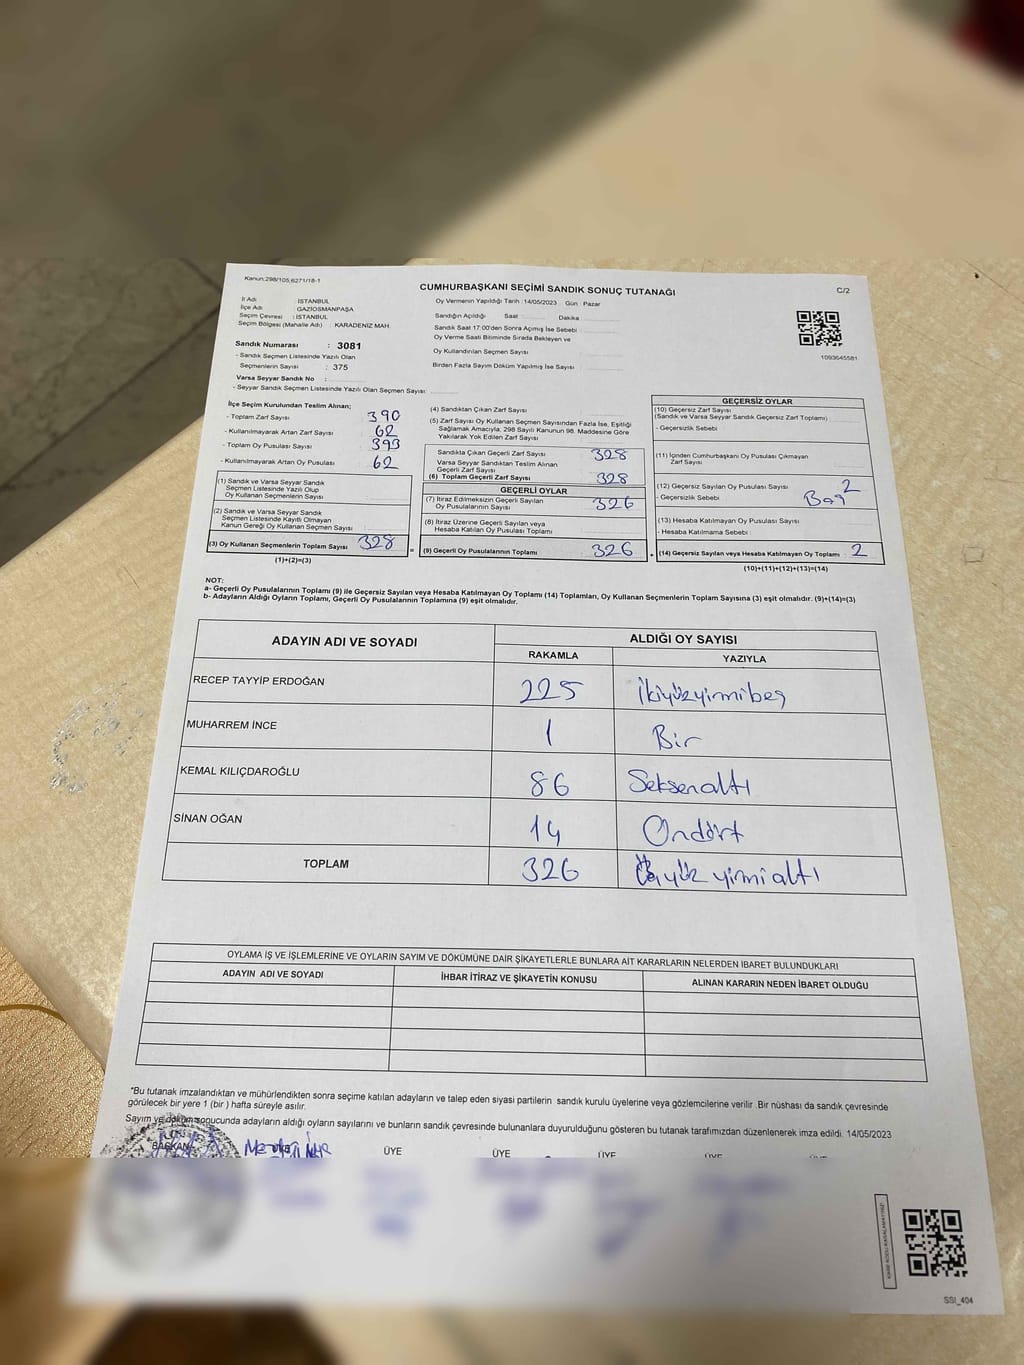 Kanun:298/105,6271/18-1
CUMHURBAŞKANI SEÇİMİ SANDIK SONUÇ TUTANAĞI
C/2
İl Adı : İSTANBUL
İlçe Adı : GAZİOSMANPAŞA
Seçim Çevresi : İSTANBUL
Seçim Bölgesi (Mahalle Adı) : KARADENİZ MAH.
Oy Vermenin Yapıldığı Tarih :14/05/2023 Gün : Pazar
Sandığın Açıldığı Saat Dakika
Sandık Saat 17:00'den Sonra Açımış İse Sebebi
Oy Verme Saati Bitiminde Sırada Bekleyen ve
Oy Kullandırılan Seçmen Sayısı
Birden Fazla Sayım Döküm Yapılmış İse Sayısı
1093645581
Sandık Numarası : 3081
- Sandık Seçmen Listesinde Yazılı Olan
Seçmenlerin Sayısı : 375
Varsa Seyyar Sandık No :
- Seyyar Sandık Seçmen Listesinde Yazılı Olan Seçmen Sayısı:
İlçe Seçim Kurulundan Teslim Alınan;
- Toplam Zarf Sayısı 390
- Kullanılmayarak Artan Zarf Sayısı 62
- Toplam Oy Pusulası Sayısı 393
- Kullanılmayarak Artan Oy Pusulası 62
(1) Sandık ve Varsa Seyyar Sandık
Seçmen Listesinde Yazılı Olup
Oy Kullanan Seçmenlerin Sayısı
(2) Sandık ve Varsa Seyyar Sandık
Seçmen Listesinde Kayıtlı Olmayan
Kanun Gereği Oy Kullanan Seçmen Sayısı
(3) Oy Kullanan Seçmenlerin Toplam Sayısı 328
(1)+(2)=(3)
(4) Sandıktan Çıkan Zarf Sayısı
(5) Zarf Sayısı Oy Kullanan Seçmen Sayısından Fazla İse, Eşitliği
Sağlamak Amacıyla, 298 Sayılı Kanunun 98. Maddesine Göre
Yakılarak Yok Edilen Zarf Sayısı
Sandıkta Çıkan Geçerli Zarf Sayısı 328
Varsa Seyyar Sandıktan Teslim Alınan
Geçerli Zarf Sayısı
(6) Toplam Geçerli Zarf Sayısı 328
GEÇERLİ OYLAR
(7) İtiraz Edilmeksizin Geçerli Sayılan
Oy Pusulasının Sayısı 326
(8) İtiraz Üzerine Geçerli Sayılan veya
Hesaba Katılan Oy Pusulası Toplamı
= (9) Geçerli Oy Pusulalarının Toplamı 326
GEÇERSİZ OYLAR
(10) Geçersiz Zarf Sayısı
(Sandık ve Varsa Seyyar Sandık Geçersiz Zarf Toplamı)
- Geçersizlik Sebebi
(11) İçinden Cumhurbaşkanı Oy Pusulası Çıkmayan
Zarf Sayısı
(12) Geçersiz Sayılan Oy Pusulası Sayısı 2
- Geçersizlik Sebebi
(13) Hesaba Katılmayan Oy Pusulası Sayısı
- Hesaba Katılmama Sebebi
+ (14) Geçersiz Sayılan veya Hesaba Katılmayan Oy Toplamı 2
(10)+(11)+(12)+(13)=(14)
NOT:
a- Geçerli Oy Pusulalarının Toplamı (9) ile Geçersiz Sayılan veya Hesaba Katılmayan Oy Toplamı (14) Toplamları, Oy Kullanan Seçmenlerin Toplam Sayısına (3) eşit olmalıdır. (9)+(14)=(3)
b- Adayların Aldığı Oyların Toplamı, Geçerli Oy Pusulalarının Toplamına (9) eşit olmalıdır.
ADAYIN ADI VE SOYADI
ALDIĞI OY SAYISI
RAKAMLA YAZIYLA
RECEP TAYYİP ERDOĞAN 225 İkiyüzyirmibeş
MUHARREM İNCE 1 Bir
KEMAL KILIÇDAROĞLU 86 Seksenaltı
SİNAN OĞAN 14 Ondört
TOPLAM 326 Üçyüz yirmialtı
OYLAMA İŞ VE İŞLEMLERİNE VE OYLARIN SAYIM VE DÖKÜMÜNE DAİR ŞİKAYETLERLE BUNLARA AİT KARARLARIN NELERDEN İBARET BULUNDUKLARI
ADAYIN ADI VE SOYADI
İHBAR İTİRAZ VE ŞİKAYETİN KONUSU
ALINAN KARARIN NEDEN İBARET OLDUĞU
*Bu tutanak imzalandıktan ve mühürlendikten sonra seçime katılan adayların ve talep eden siyasi partilerin sandık kurulu üyelerine veya gözlemcilerine verilir .Bir nüshası da sandık çevresinde
görülecek bir yere 1 (bir ) hafta süreyle asılır.
Sayım ve döküm sonucunda adayların aldığı oyların sayılarını ve bunların sandık çevresinde bulunanlara duyurulduğunu gösteren bu tutanak tarafımızdan düzenlenerek imza edildi. 14/05/2023
BAŞKAN ÜYE ÜYE ÜYE ÜYE ÜYE
SSI_404